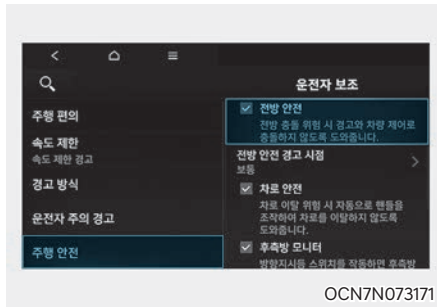 운전자 보조
주행 편의
속도 제한
속도 제한 경고
경고 방식
운전자 주의 경고
주행 안전
전방 안전
전방 충돌 위험 시 경고와 차량 제어로
충돌하지 않도록 도와줍니다.
전방 안전 경고 시점
보통
차로 안전
차로 이탈 위험 시 자동으로 핸들을
조작하여 차로를 이탈하지 않도록
도와줍니다.
후측방 모니터
방향지시등 스위치를 작동하면 후측방
OCN7N073171